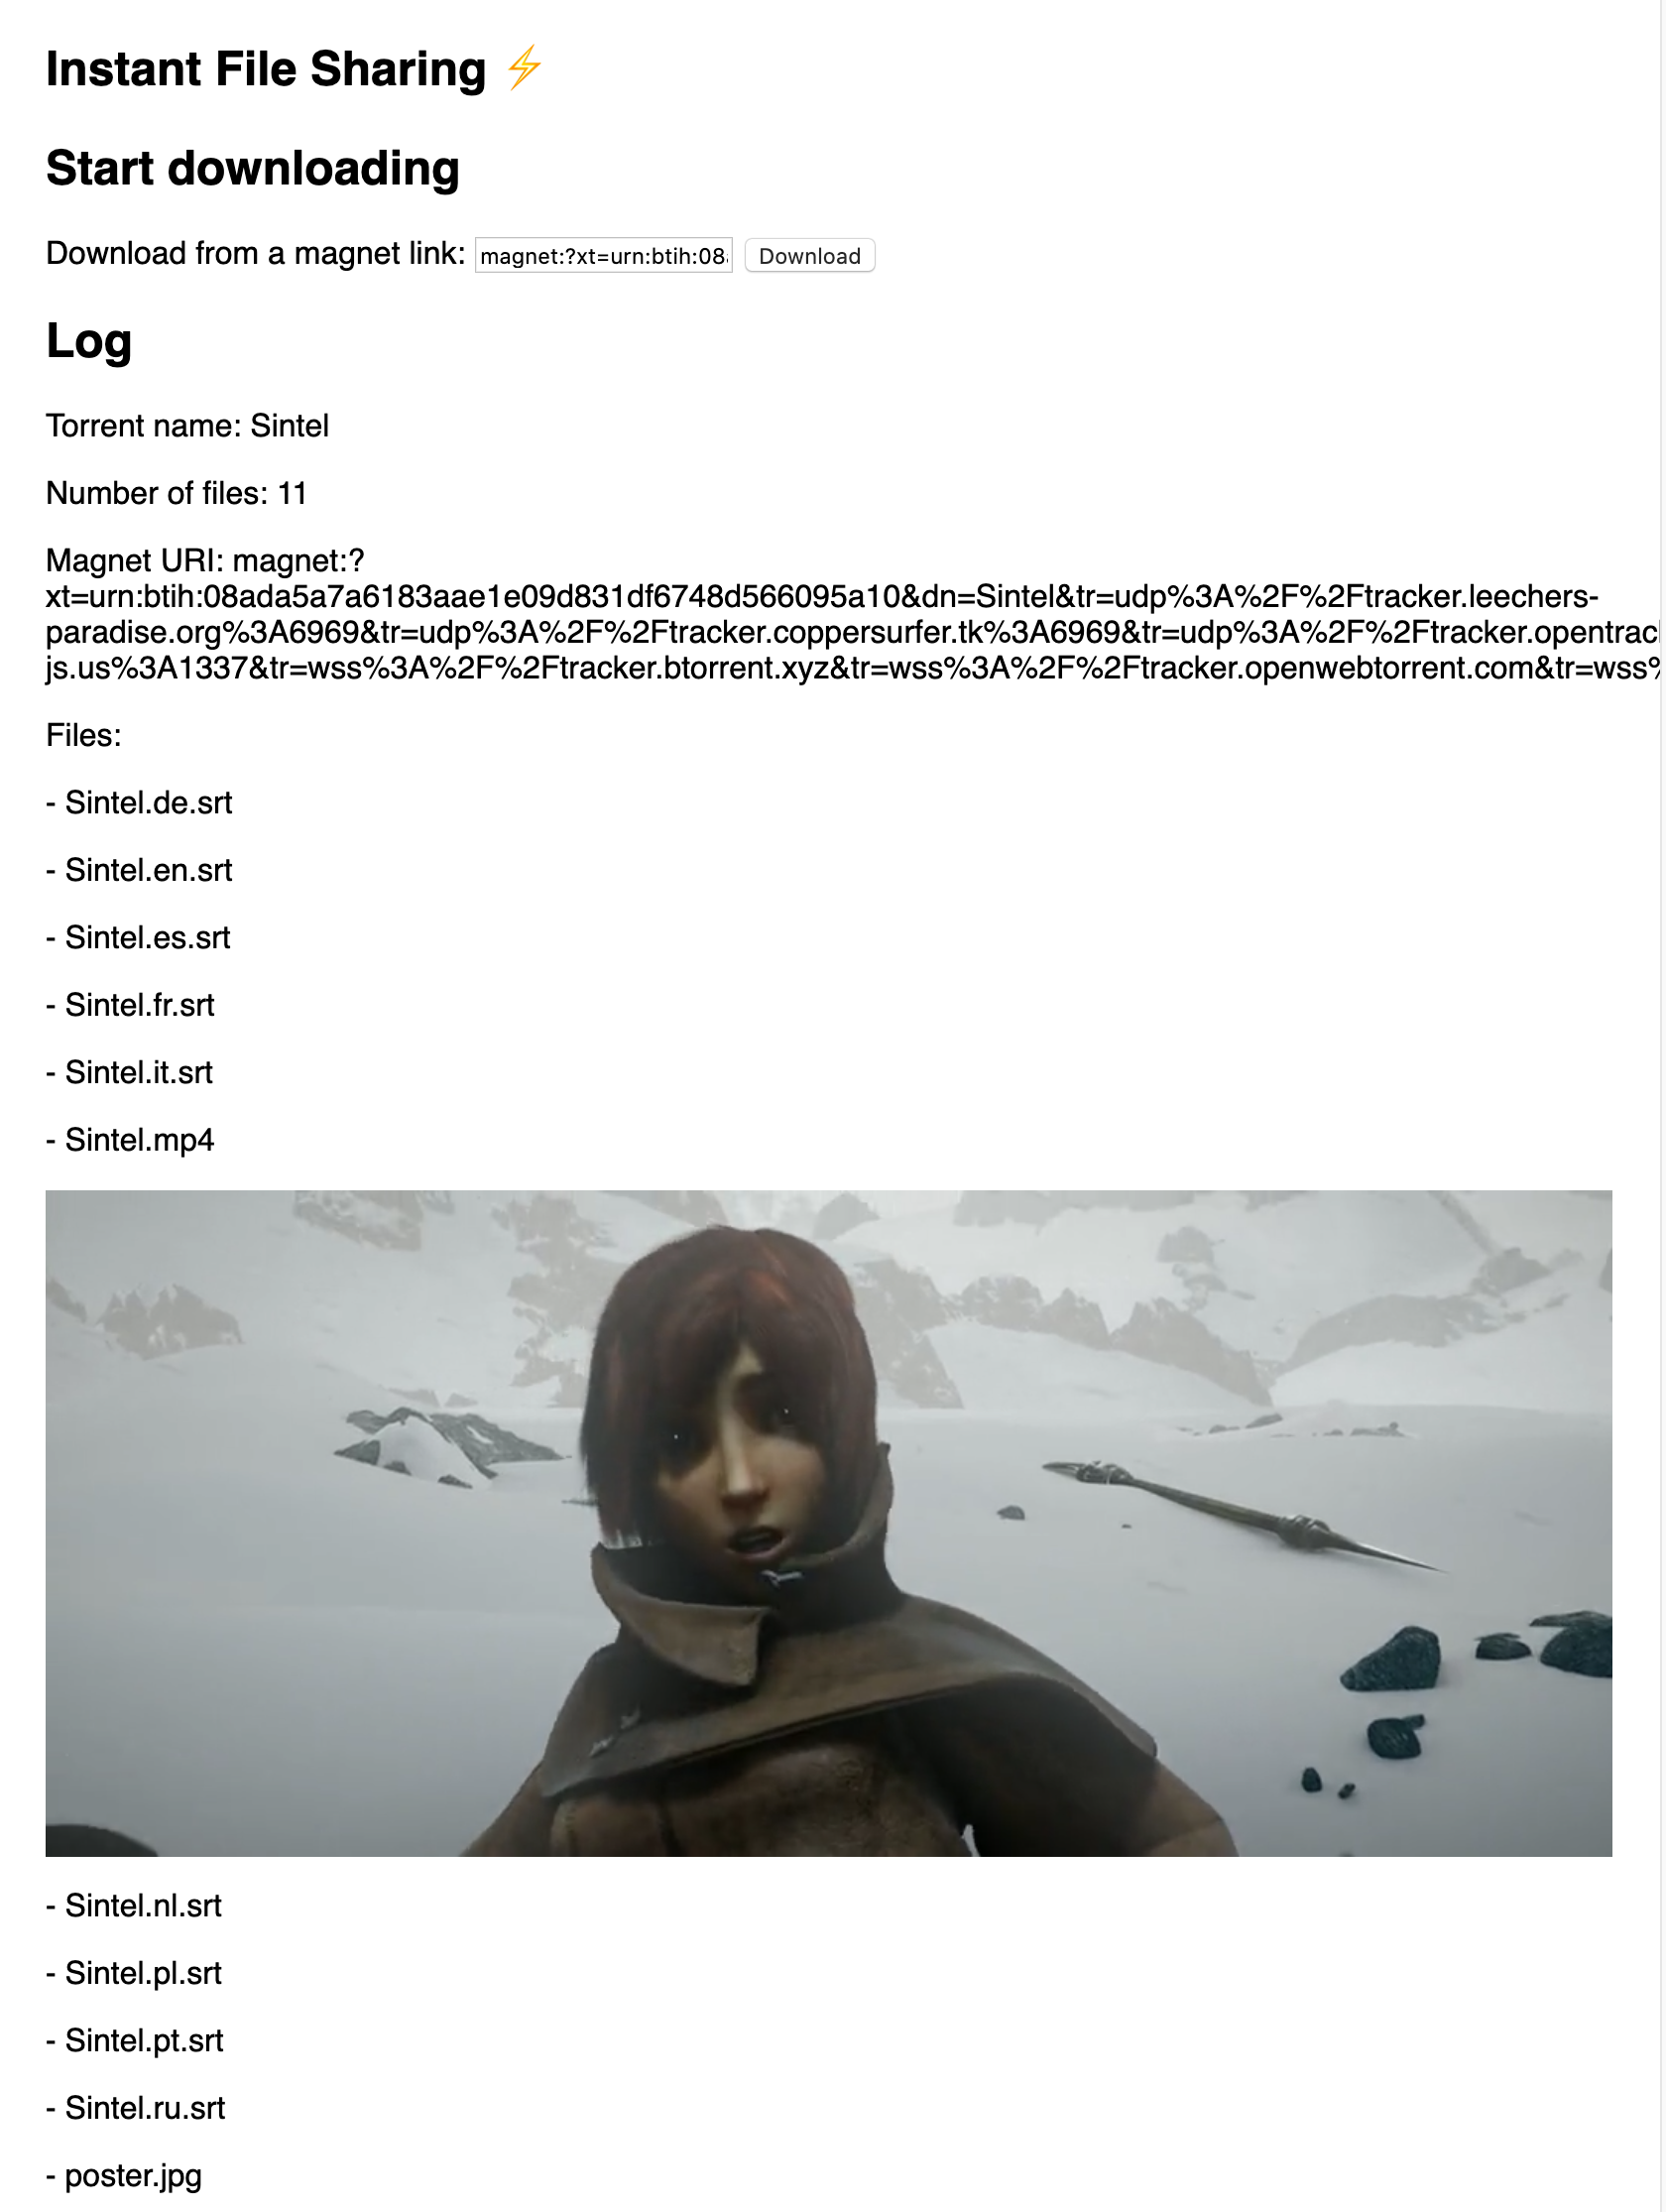 Instant File Sharing ⚡
Start downloading
Download from a magnet link: magnet:?xt=urn:btih:08 Download
Log
Torrent name: Sintel
Number of files: 11
Magnet URI: magnet:?
xt=urn:btih:08ada5a7a6183aae1e09d831df6748d566095a10&dn=Sintel&tr=udp%3A%2F%2Ftracker.leechers-
paradise.org%3A6969&tr=udp%3A%2F%2Ftracker.coppersurfer.tk%3A6969&tr=udp%3A%2F%2Ftracker.opentrac
js.us%3A1337&tr=wss%3A%2F%2Ftracker.btorrent.xyz&tr=wss%3A%2F%2Ftracker.openwebtorrent.com&tr=wss%
Files:
- Sintel.de.srt
- Sintel.en.srt
- Sintel.es.srt
- Sintel.fr.srt
- Sintel.it.srt
- Sintel.mp4
- Sintel.nl.srt
- Sintel.pl.srt
- Sintel.pt.srt
- Sintel.ru.srt
- poster.jpg